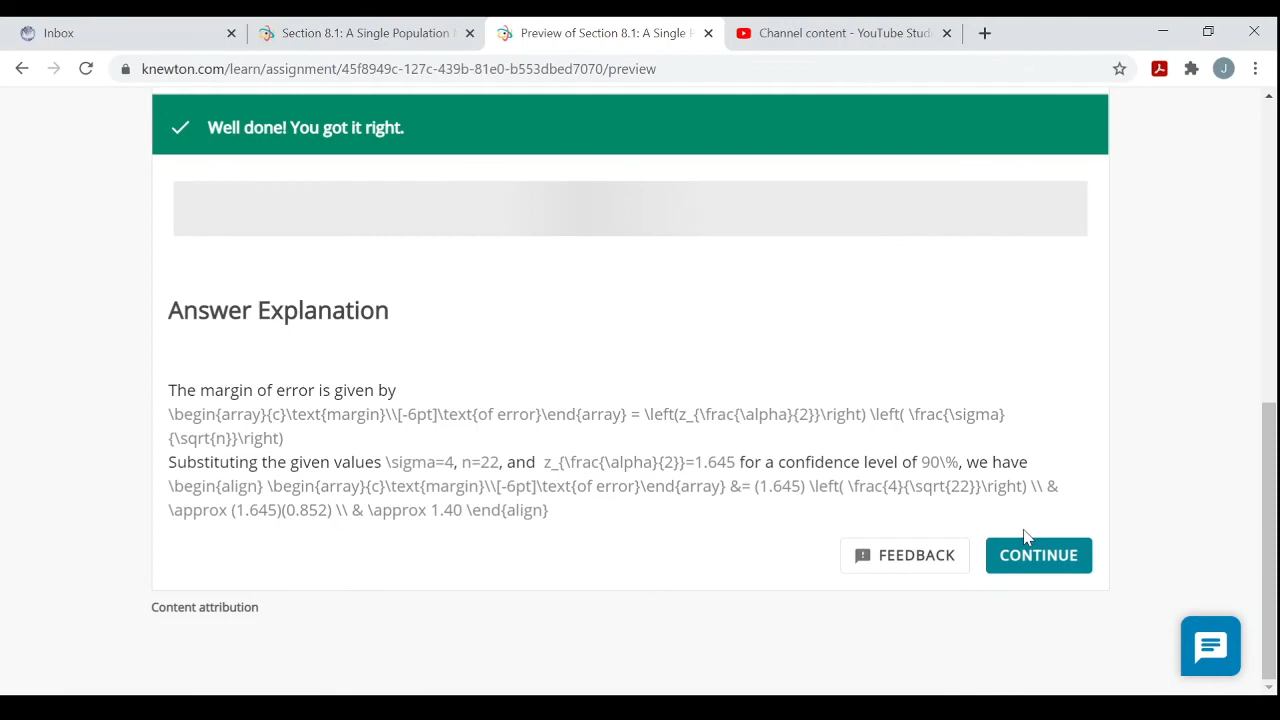 Inbox
Section 8.1: A Single Population
Preview of Section 8.1: A Single P
Channel content - YouTube Stud
knewton.com/learn/assignment/45f8949c-127c-439b-81e0-b553dbed7070/preview
J
Well done! You got it right.
Answer Explanation
The margin of error is given by
\begin{array}{c}\text{margin}\\[-6pt]\text{of error}\end{array} = \left(z_{\frac{\alpha}{2}}\right) \left( \frac{\sigma}
{\sqrt{n}}\right)
Substituting the given values \sigma=4, n=22, and z_{\frac{\alpha}{2}}=1.645 for a confidence level of 90\%, we have
\begin{align} \begin{array}{c}\text{margin}\\[-6pt]\text{of error}\end{array} &= (1.645) \left( \frac{4}{\sqrt{22}}\right) \\ &
\approx (1.645)(0.852) \\ & \approx 1.40 \end{align}
FEEDBACK
CONTINUE
Content attribution